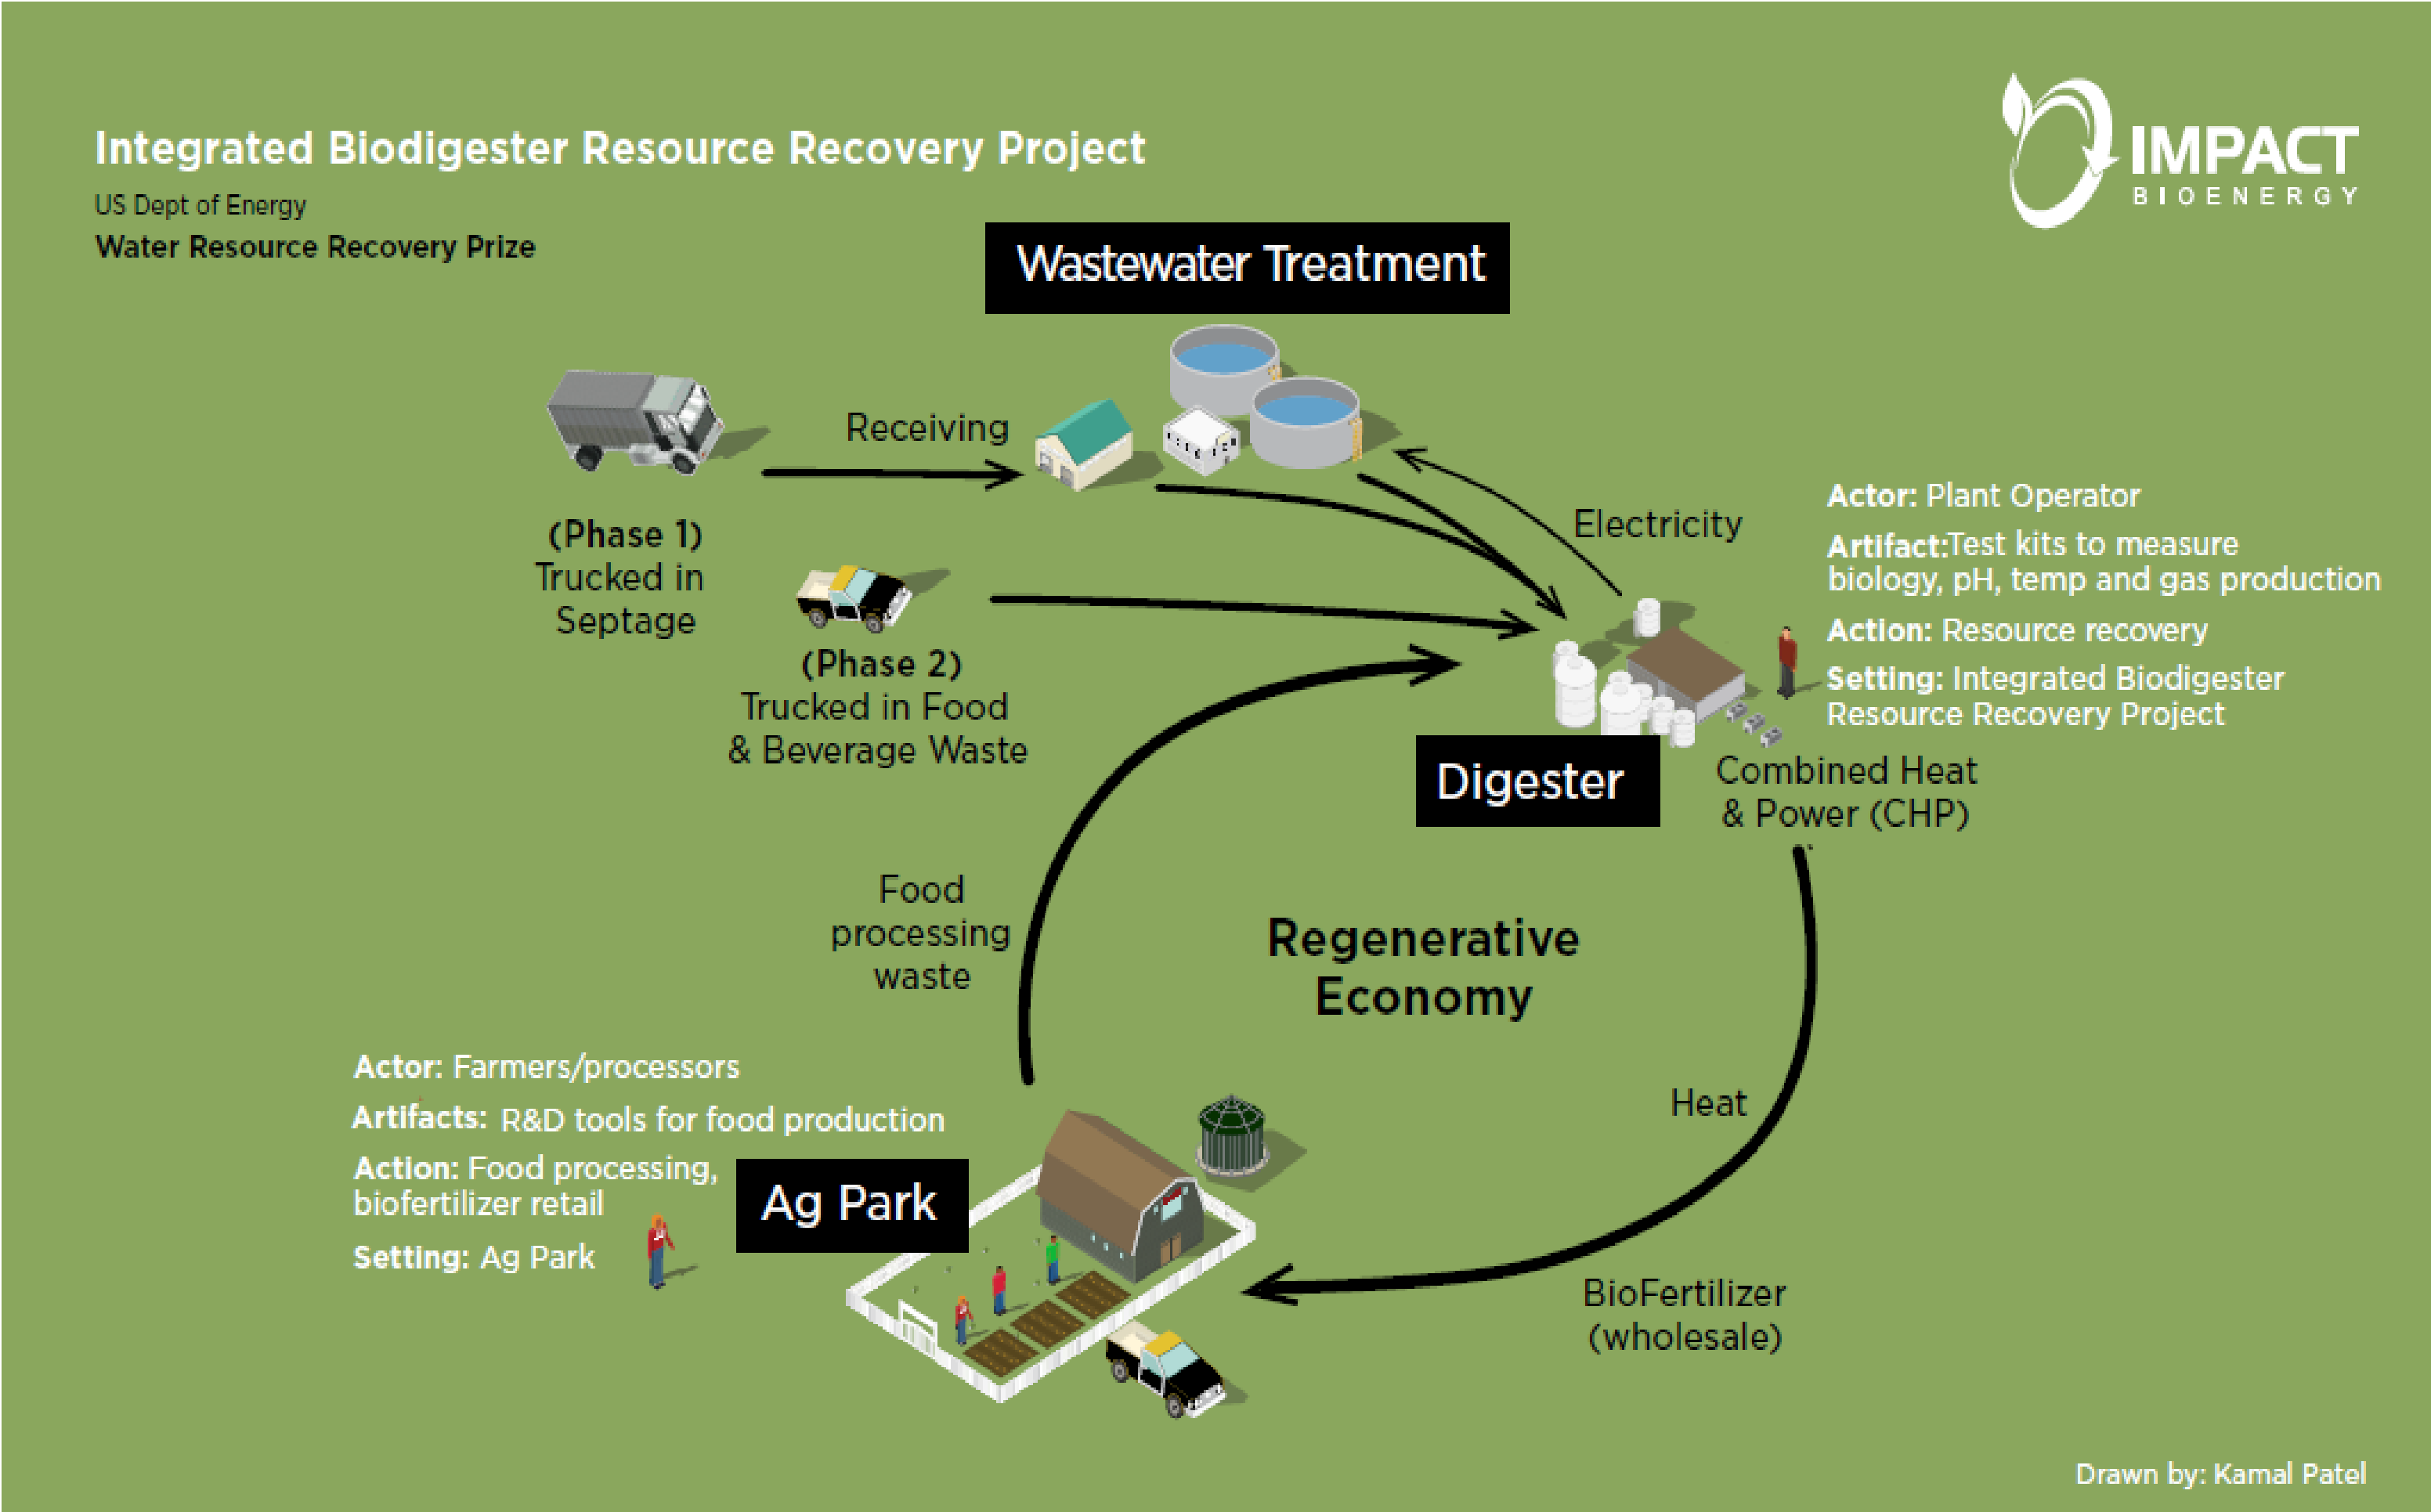 Integrated Biodigester Resource Recovery Project
US Dept of Energy
Water Resource Recovery Prize
IMPACT
BIOENERGY
Wastewater Treatment
Receiving
(Phase 1)
Trucked in
Septage
(Phase 2)
Trucked in Food
& Beverage Waste
Electricity
Actor: Plant Operator
Artifact:Test kits to measure
biology, pH, temp and gas production
Action: Resource recovery
Setting: Integrated Biodigester
Resource Recovery Project
Digester
Combined Heat
& Power (CHP)
Food
processing
waste
Regenerative
Economy
Heat
Actor: Farmers/processors
Artifacts: R&D tools for food production
Action: Food processing,
biofertilizer retail
Setting: Ag Park
Ag Park
BioFertilizer
(wholesale)
Drawn by: Kamal Patel